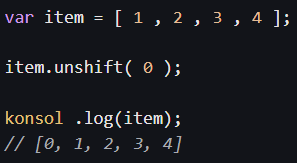 var item = [ 1 , 2 , 3 , 4 ];
item.unshift( 0 );
konsol .log(item);
// [0, 1, 2, 3, 4]